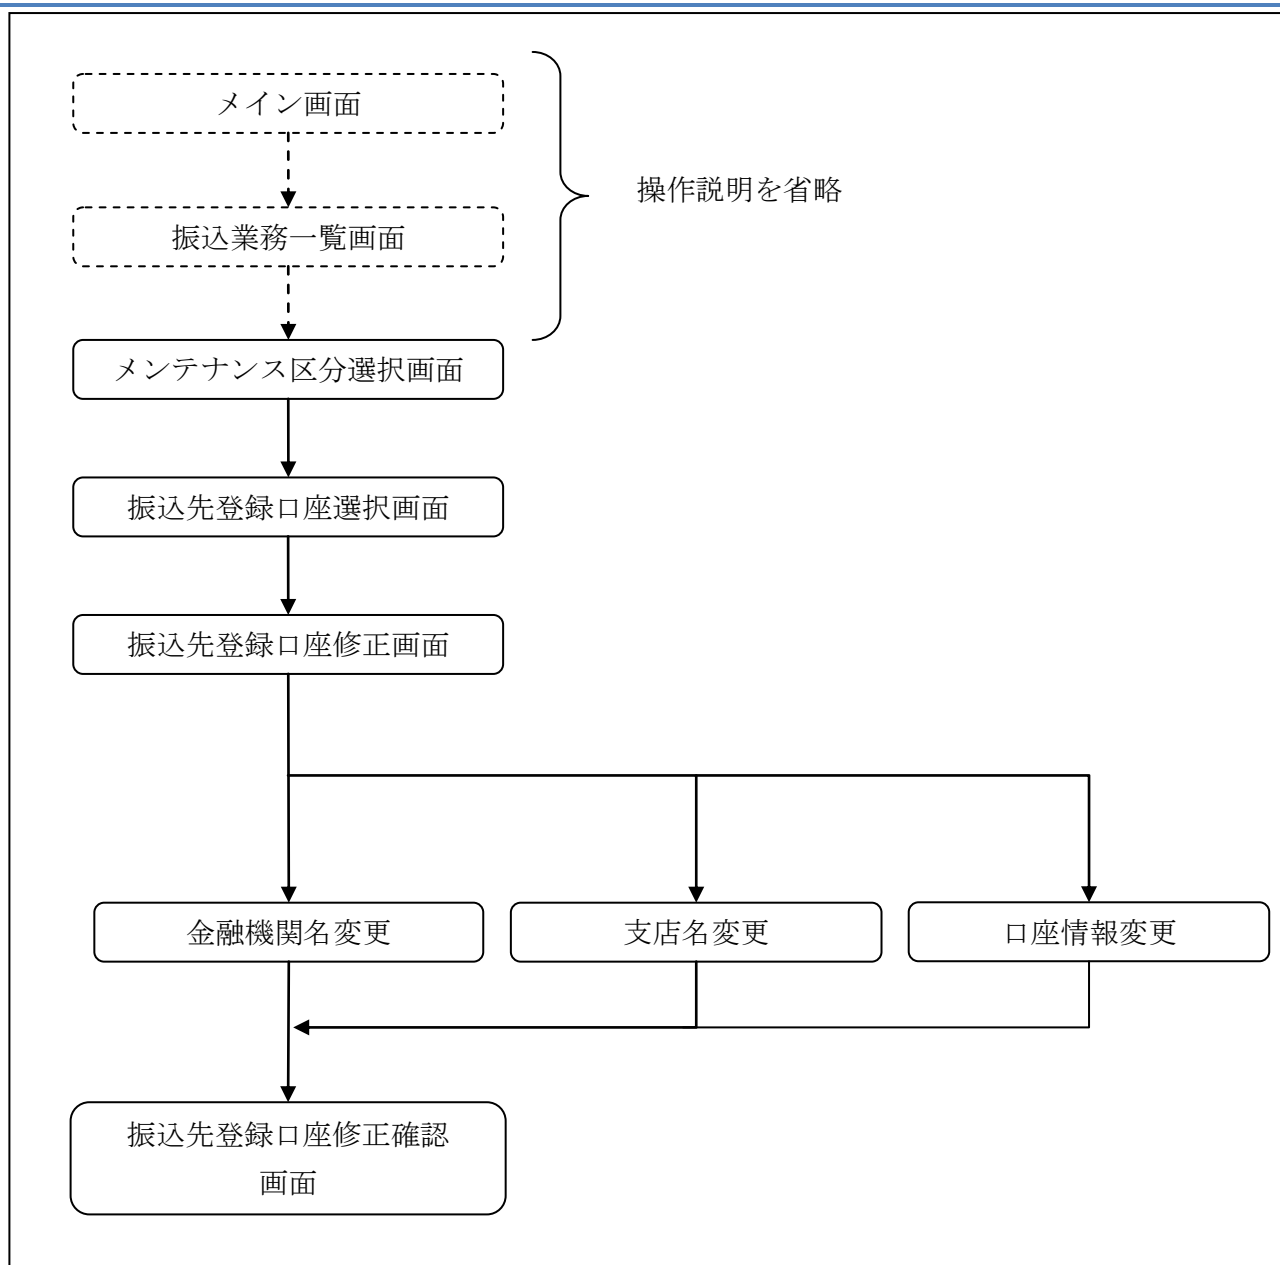 メイン画面
操作説明を省略
振込業務一覧画面
メンテナンス区分選択画面
振込先登録口座選択画面
振込先登録口座修正画面
金融機関名変更
支店名変更
口座情報変更
振込先登録口座修正確認
画面